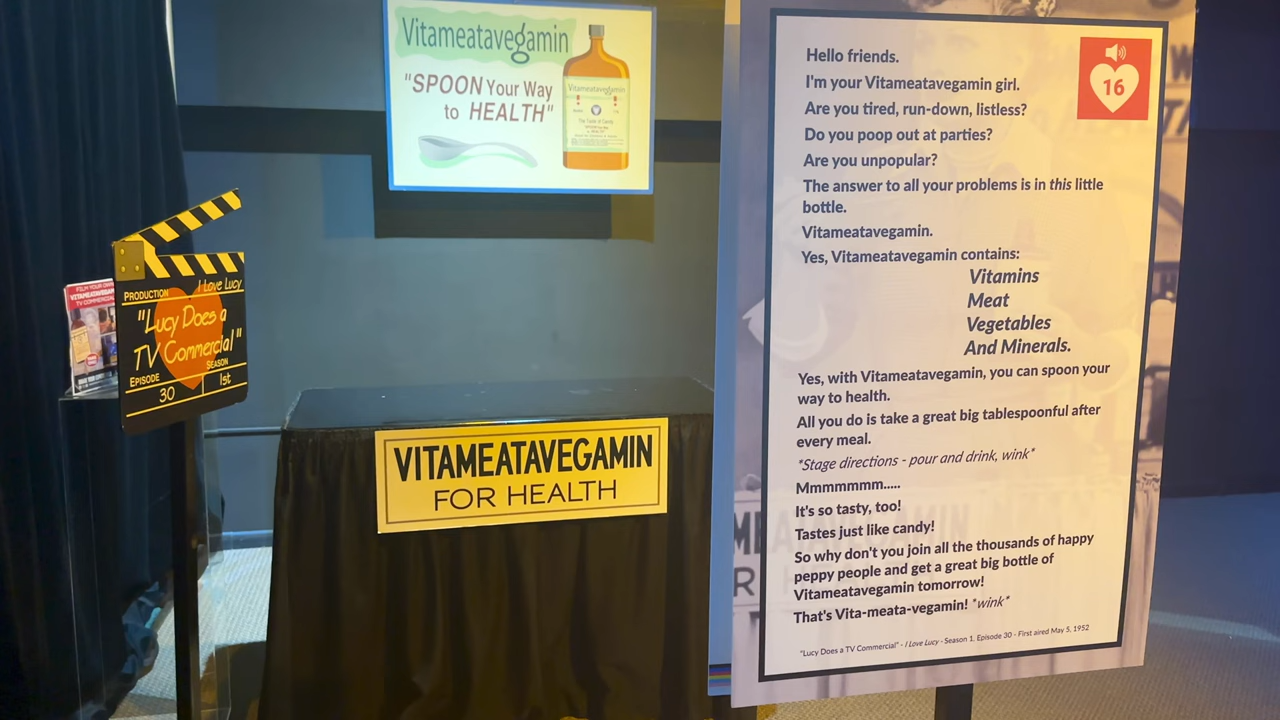 Vitameatavegamin
"SPOON Your Way
to HEALTH"
Vitameatavegamin
PRODUCTION
I Love Lucy
"Lucy Does a
TV Commercial"
EPISODE
30
SEASON
1st
FILM YOUR OWN
VITAMEATAVEGAMIN
TV COMMERCIAL
VITAMEATAVEGAMIN
FOR HEALTH
16
Hello friends.
I'm your Vitameatavegamin girl.
Are you tired, run-down, listless?
Do you poop out at parties?
Are you unpopular?
The answer to all your problems is in this little
bottle.
Vitameatavegamin.
Yes, Vitameatavegamin contains:
Vitamins
Meat
Vegetables
And Minerals.
Yes, with Vitameatavegamin, you can spoon your
way to health.
All you do is take a great big tablespoonful after
every meal.
*Stage directions - pour and drink, wink*
Mmmmmmm.....
It's so tasty, too!
Tastes just like candy!
So why don't you join all the thousands of happy
peppy people and get a great big bottle of
Vitameatavegamin tomorrow!
That's Vita-meata-vegamin! *wink*
"Lucy Does a TV Commercial" - I Love Lucy - Season 1. Episode 30 - First aired May 5, 1952